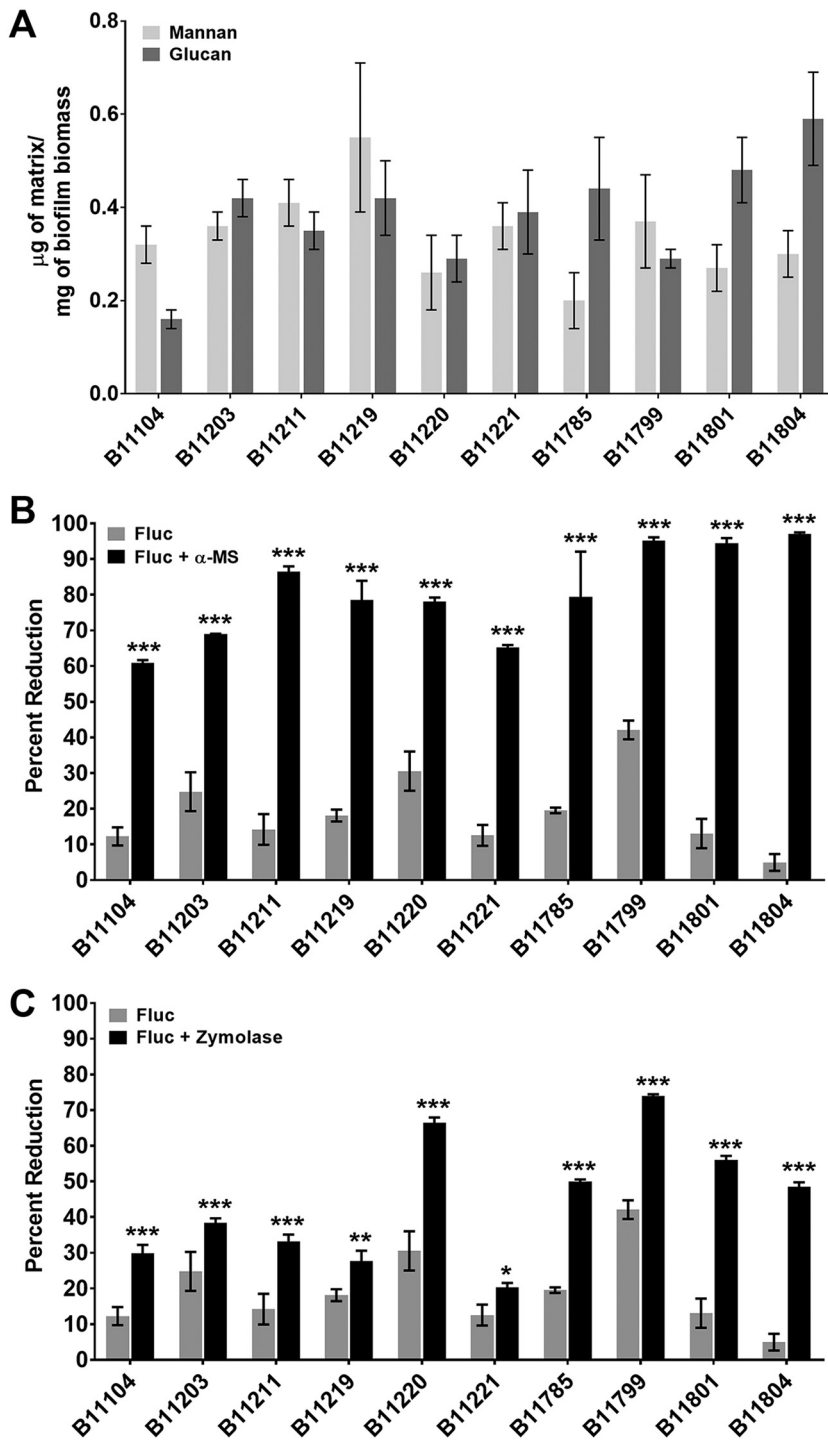 A
Mannan
Glucan
μg of matrix/
mg of biofilm biomass
0.8
0.6
0.4
0.2
0.0
B11104
B11203
B11211
B11219
B11220
B11221
B11785
B11799
B11801
B11804
B
Fluc
Fluc + α-MS
Percent Reduction
100
90
80
70
60
50
40
30
20
10
0
***
***
***
***
***
***
***
***
***
***
B11104
B11203
B11211
B11219
B11220
B11221
B11785
B11799
B11801
B11804
C
Fluc
Fluc + Zymolase
Percent Reduction
100
90
80
70
60
50
40
30
20
10
0
***
***
***
**
***
*
***
***
***
***
B11104
B11203
B11211
B11219
B11220
B11221
B11785
B11799
B11801
B11804